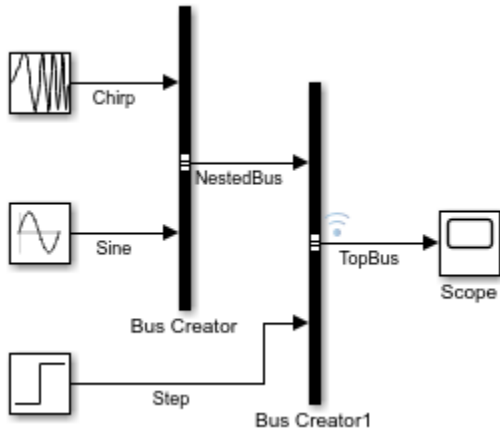 Chirp
NestedBus
Sine
TopBus
Scope
Bus Creator
Step
Bus Creator1